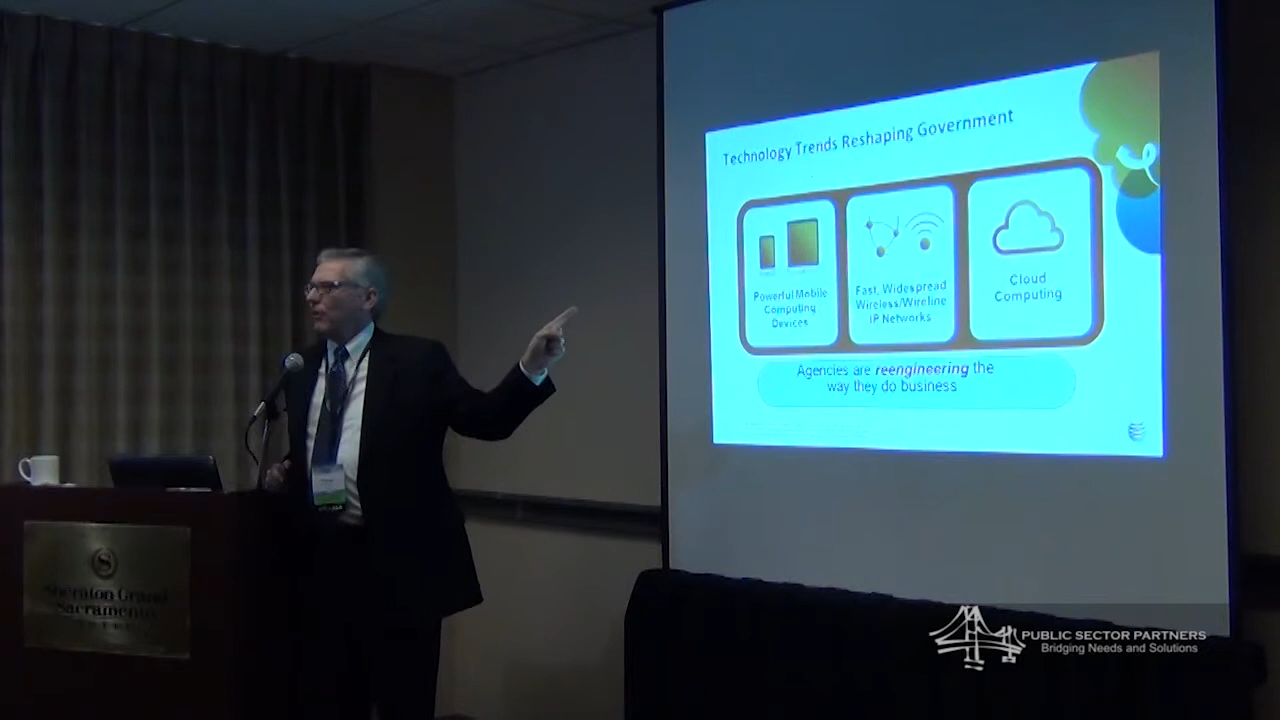 Technology Trends Reshaping Government
Powerful Mobile
Computing
Devices
Fast, Widespread
Wireless/Wireline
IP Networks
Cloud
Computing
Agencies are reengineering the
way they do business
S
Sheraton Grand
Sacramento
PUBLIC SECTOR PARTNERS
Bridging Needs and Solutions